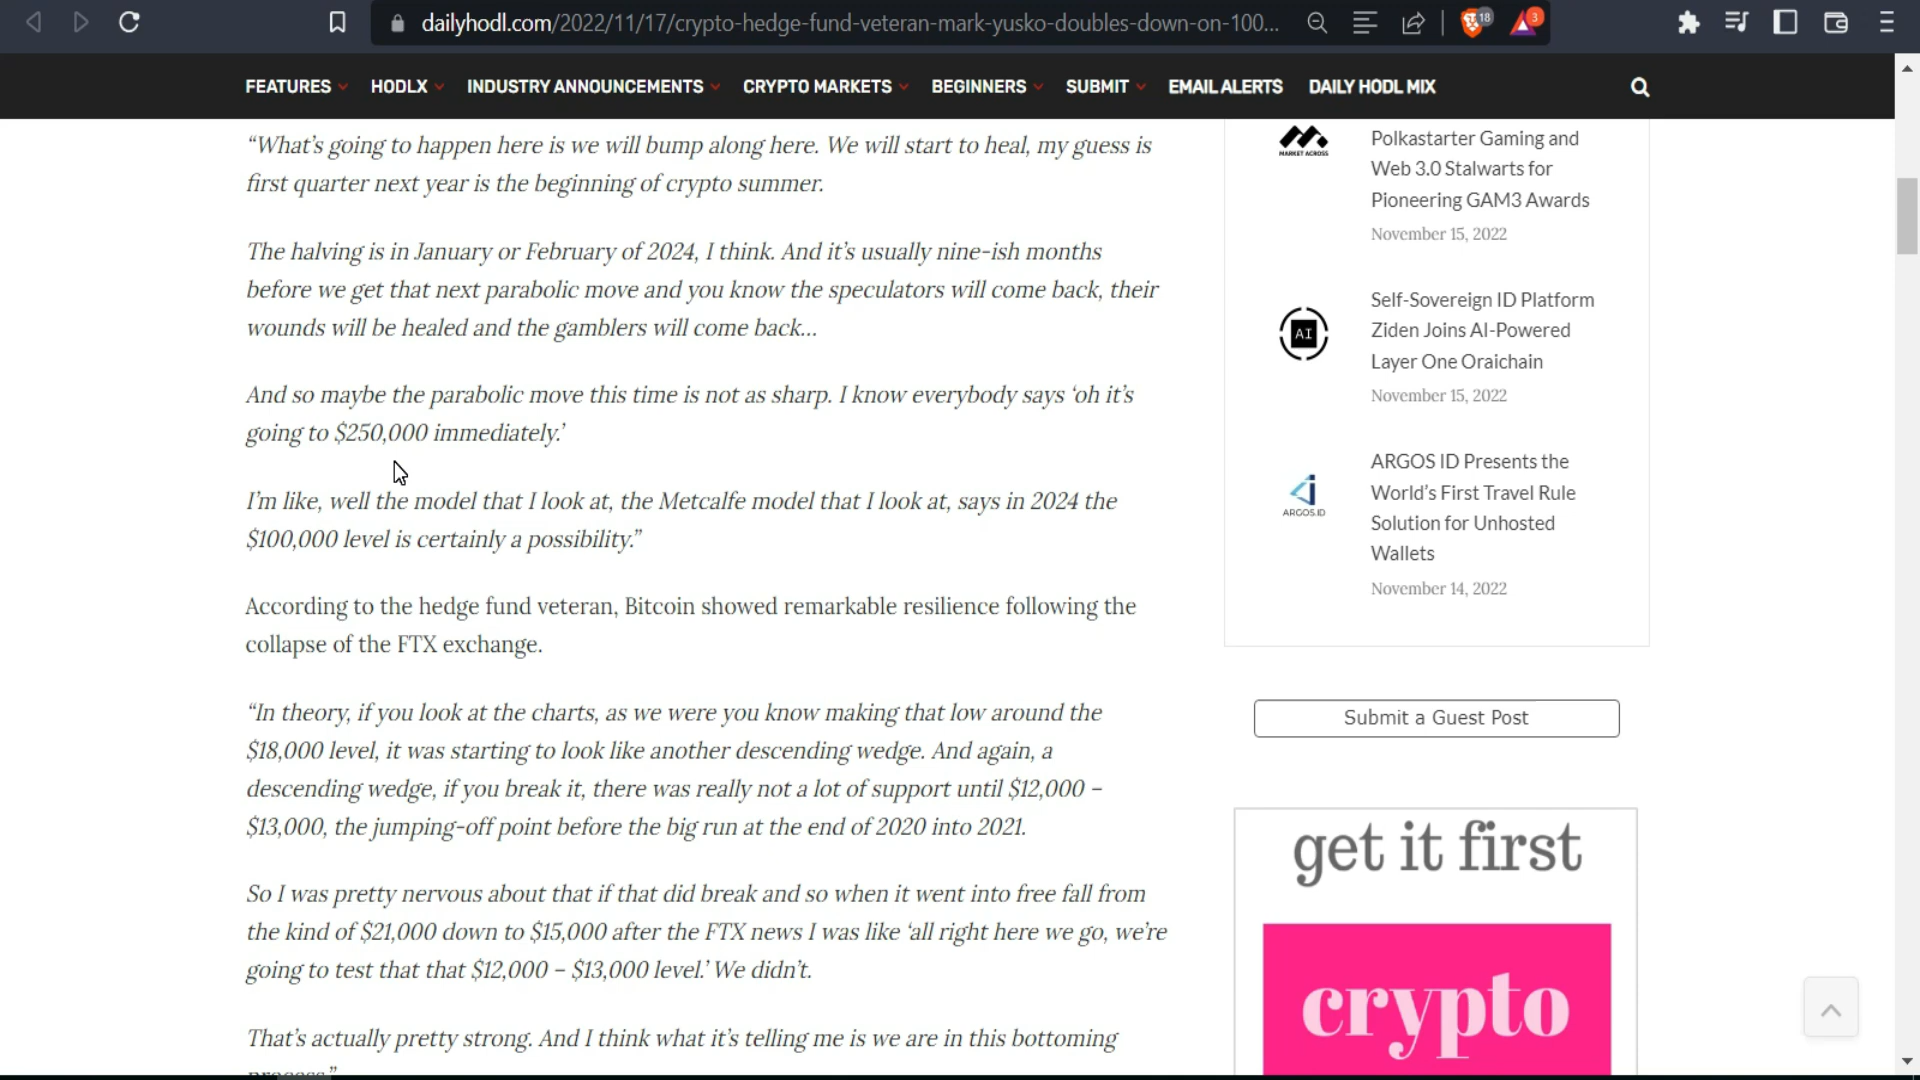 dailyhodl.com/2022/11/17/crypto-hedge-fund-veteran-mark-yusko-doubles-down-on-100...
18
3
FEATURES
HODLX
INDUSTRY ANNOUNCEMENTS
CRYPTO MARKETS
BEGINNERS
SUBMIT
EMAIL ALERTS
DAILY HODL MIX
“What’s going to happen here is we will bump along here. We will start to heal, my guess is
first quarter next year is the beginning of crypto summer.
The halving is in January or February of 2024, I think. And it’s usually nine-ish months
before we get that next parabolic move and you know the speculators will come back, their
wounds will be healed and the gamblers will come back…
And so maybe the parabolic move this time is not as sharp. I know everybody says ‘oh it’s
going to $250,000 immediately.’
I’m like, well the model that I look at, the Metcalfe model that I look at, says in 2024 the
$100,000 level is certainly a possibility.”
According to the hedge fund veteran, Bitcoin showed remarkable resilience following the
collapse of the FTX exchange.
“In theory, if you look at the charts, as we were you know making that low around the
$18,000 level, it was starting to look like another descending wedge. And again, a
descending wedge, if you break it, there was really not a lot of support until $12,000 –
$13,000, the jumping-off point before the big run at the end of 2020 into 2021.
So I was pretty nervous about that if that did break and so when it went into free fall from
the kind of $21,000 down to $15,000 after the FTX news I was like ‘all right here we go, we’re
going to test that that $12,000 – $13,000 level.’ We didn’t.
That’s actually pretty strong. And I think what it’s telling me is we are in this bottoming
process.”
MARKET ACROSS
Polkastarter Gaming and
Web 3.0 Stalwarts for
Pioneering GAM3 Awards
November 15, 2022
AI
Self-Sovereign ID Platform
Ziden Joins AI-Powered
Layer One Oraichain
November 15, 2022
ARGOS.ID
ARGOS ID Presents the
World’s First Travel Rule
Solution for Unhosted
Wallets
November 14, 2022
Submit a Guest Post
get it first
crypto